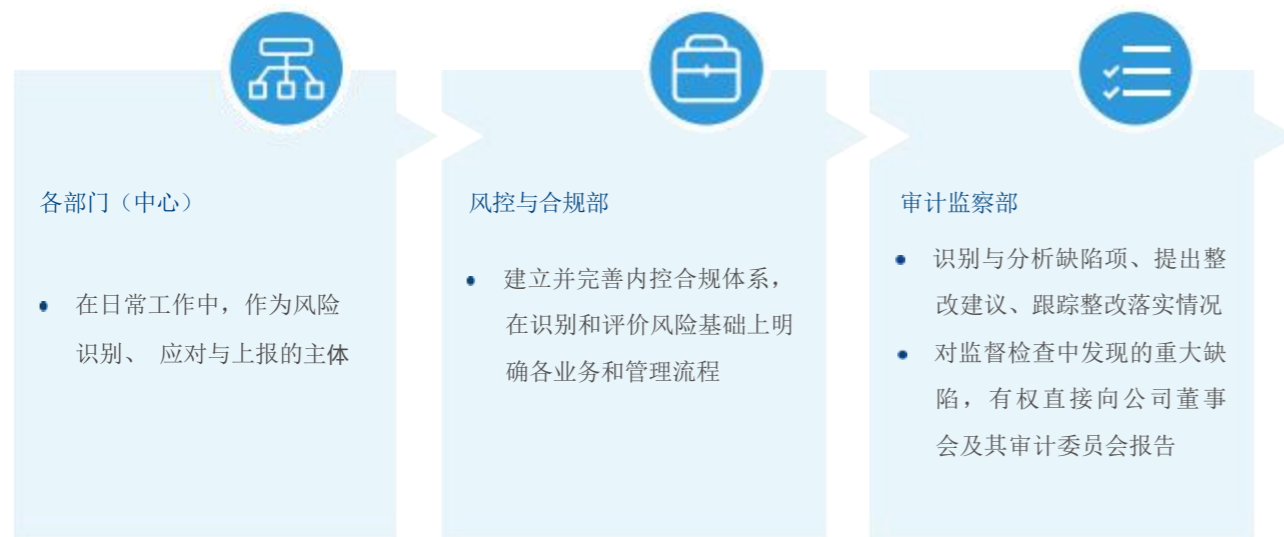 各部门（中心）
• 在日常工作中，作为风险
识别、 应对与上报的主体
风控与合规部
• 建立并完善内控合规体系，
在识别和评价风险基础上明
确各业务和管理流程
审计监察部
• 识别与分析缺陷项、提出整
改建议、跟踪整改落实情况
• 对监督检查中发现的重大缺
陷，有权直接向公司董事
会及其审计委员会报告